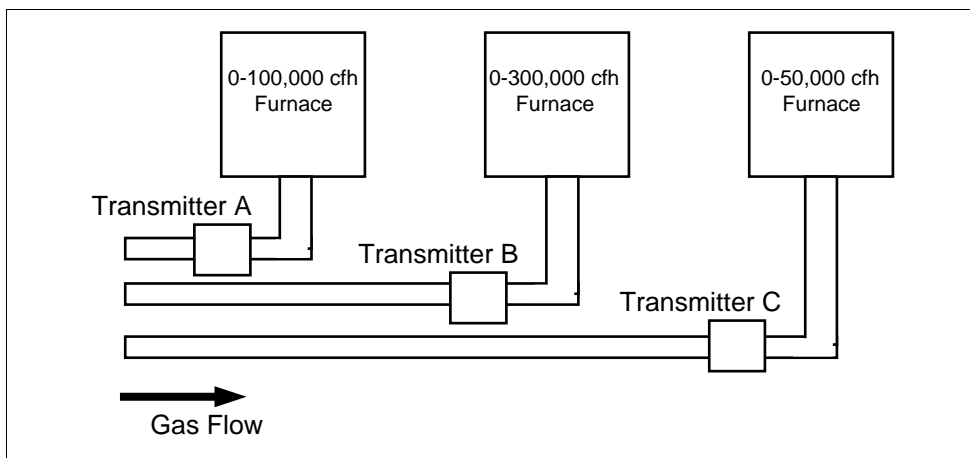 0-100,000 cfh
Furnace
0-300,000 cfh
Furnace
0-50,000 cfh
Furnace
Transmitter A
Transmitter B
Transmitter C
Gas Flow